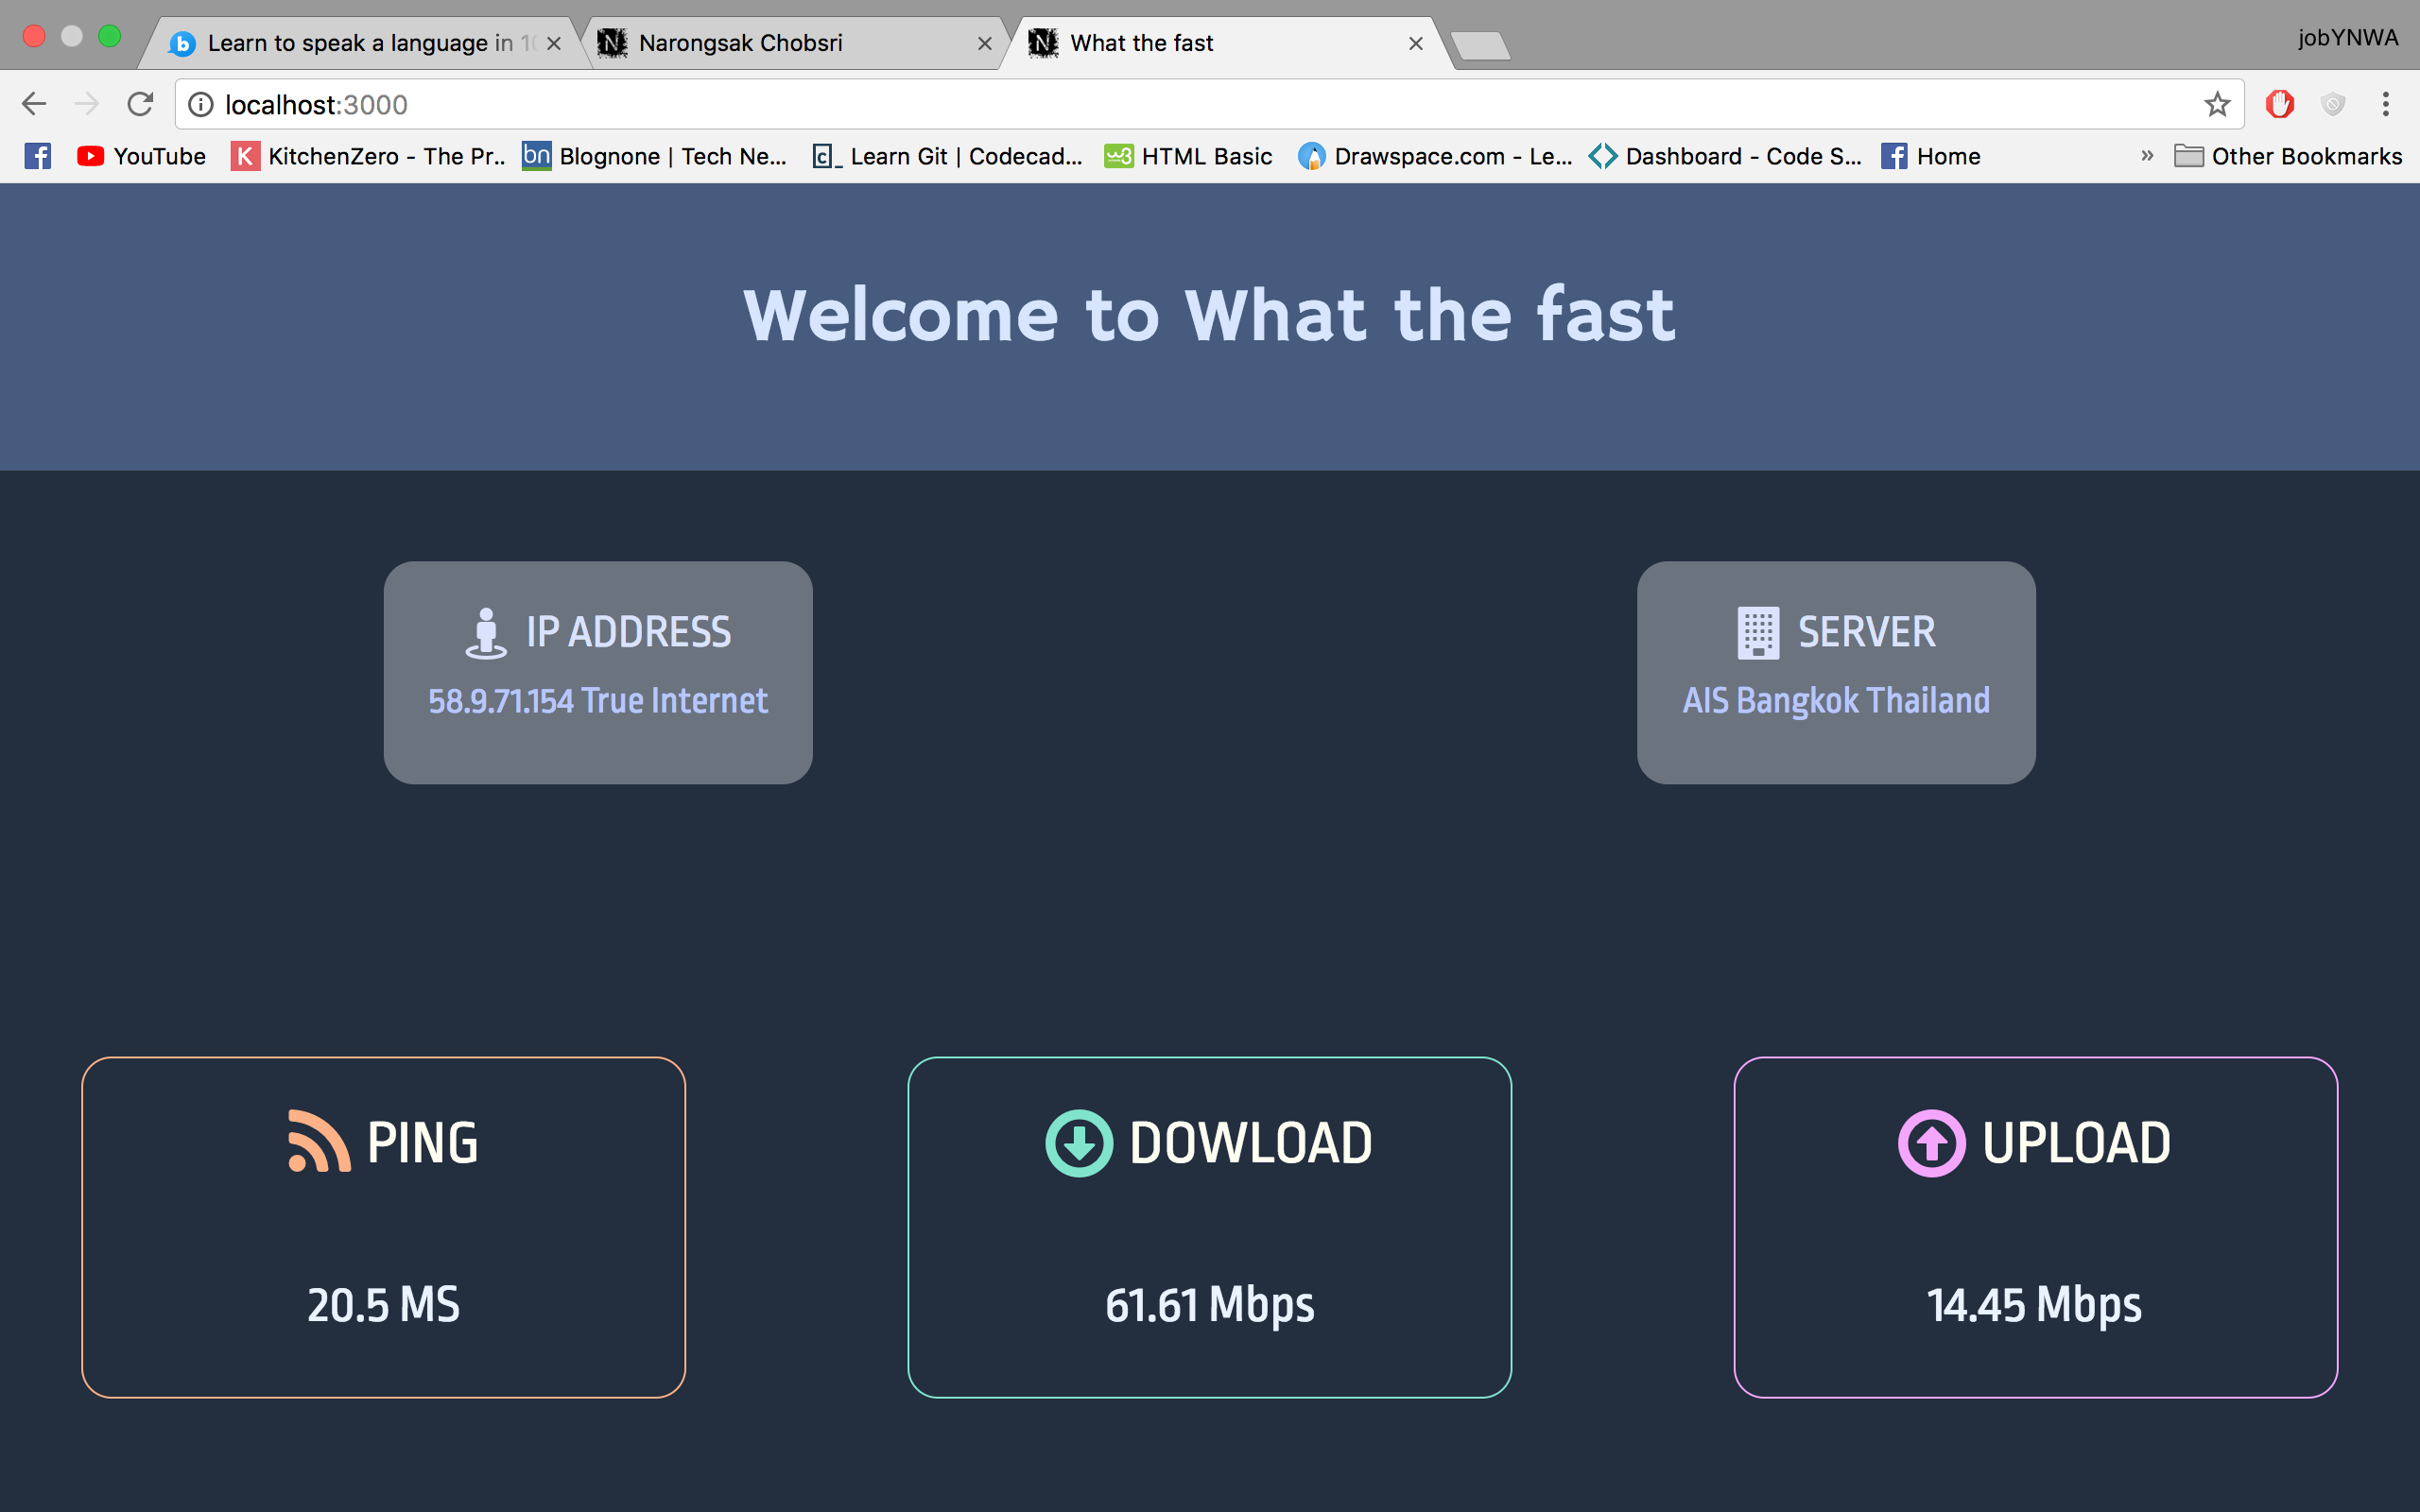 Learn to speak a language in 10
Narongsak Chobsri
What the fast
jobYNWA
localhost:3000
YouTube
KitchenZero - The Pr..
bn
Blognone | Tech Ne...
Learn Git | Codecad...
HTML Basic
Drawspace.com - Le...
Dashboard - Code S...
Home
»
Other Bookmarks
Welcome to What the fast
IP ADDRESS
58.9.71.154 True Internet
SERVER
AIS Bangkok Thailand
PING
20.5 MS
DOWLOAD
61.61 Mbps
UPLOAD
14.45 Mbps